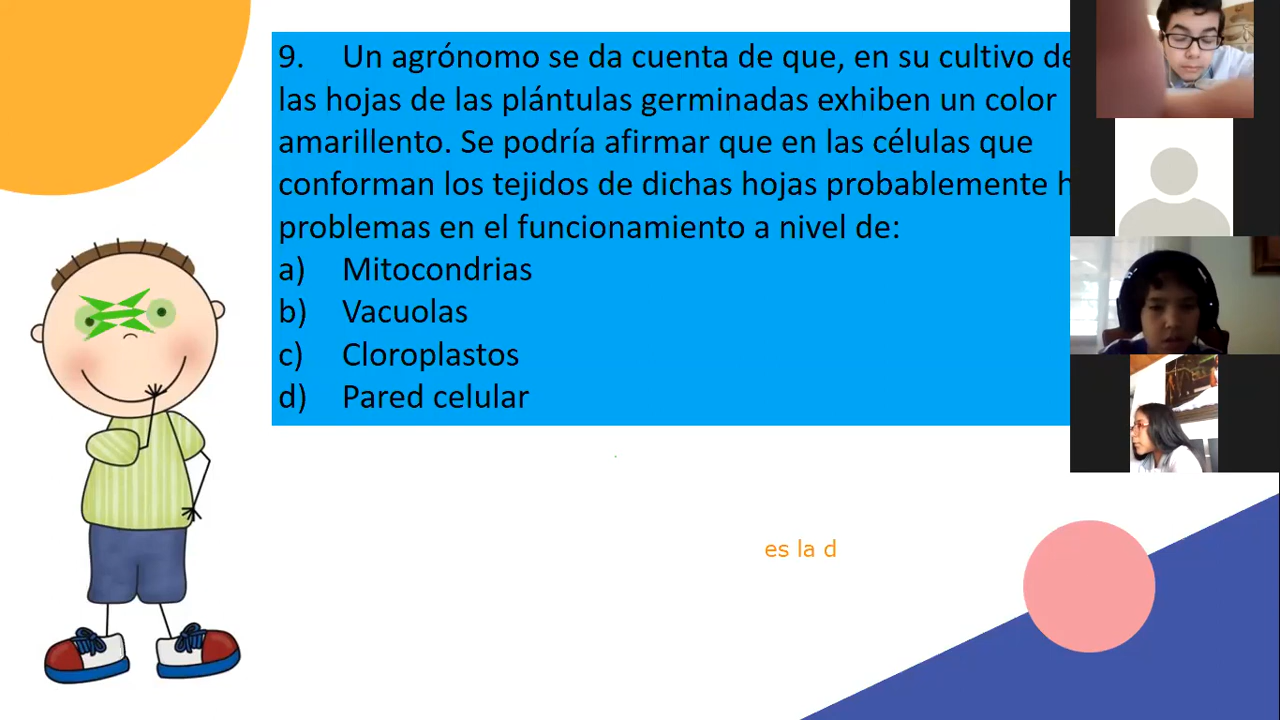 9. Un agrónomo se da cuenta de que, en su cultivo de
las hojas de las plántulas germinadas exhiben un color
amarillento. Se podría afirmar que en las células que
conforman los tejidos de dichas hojas probablemente
problemas en el funcionamiento a nivel de:
a) Mitocondrias
b) Vacuolas
c) Cloroplastos
d) Pared celular
es la d